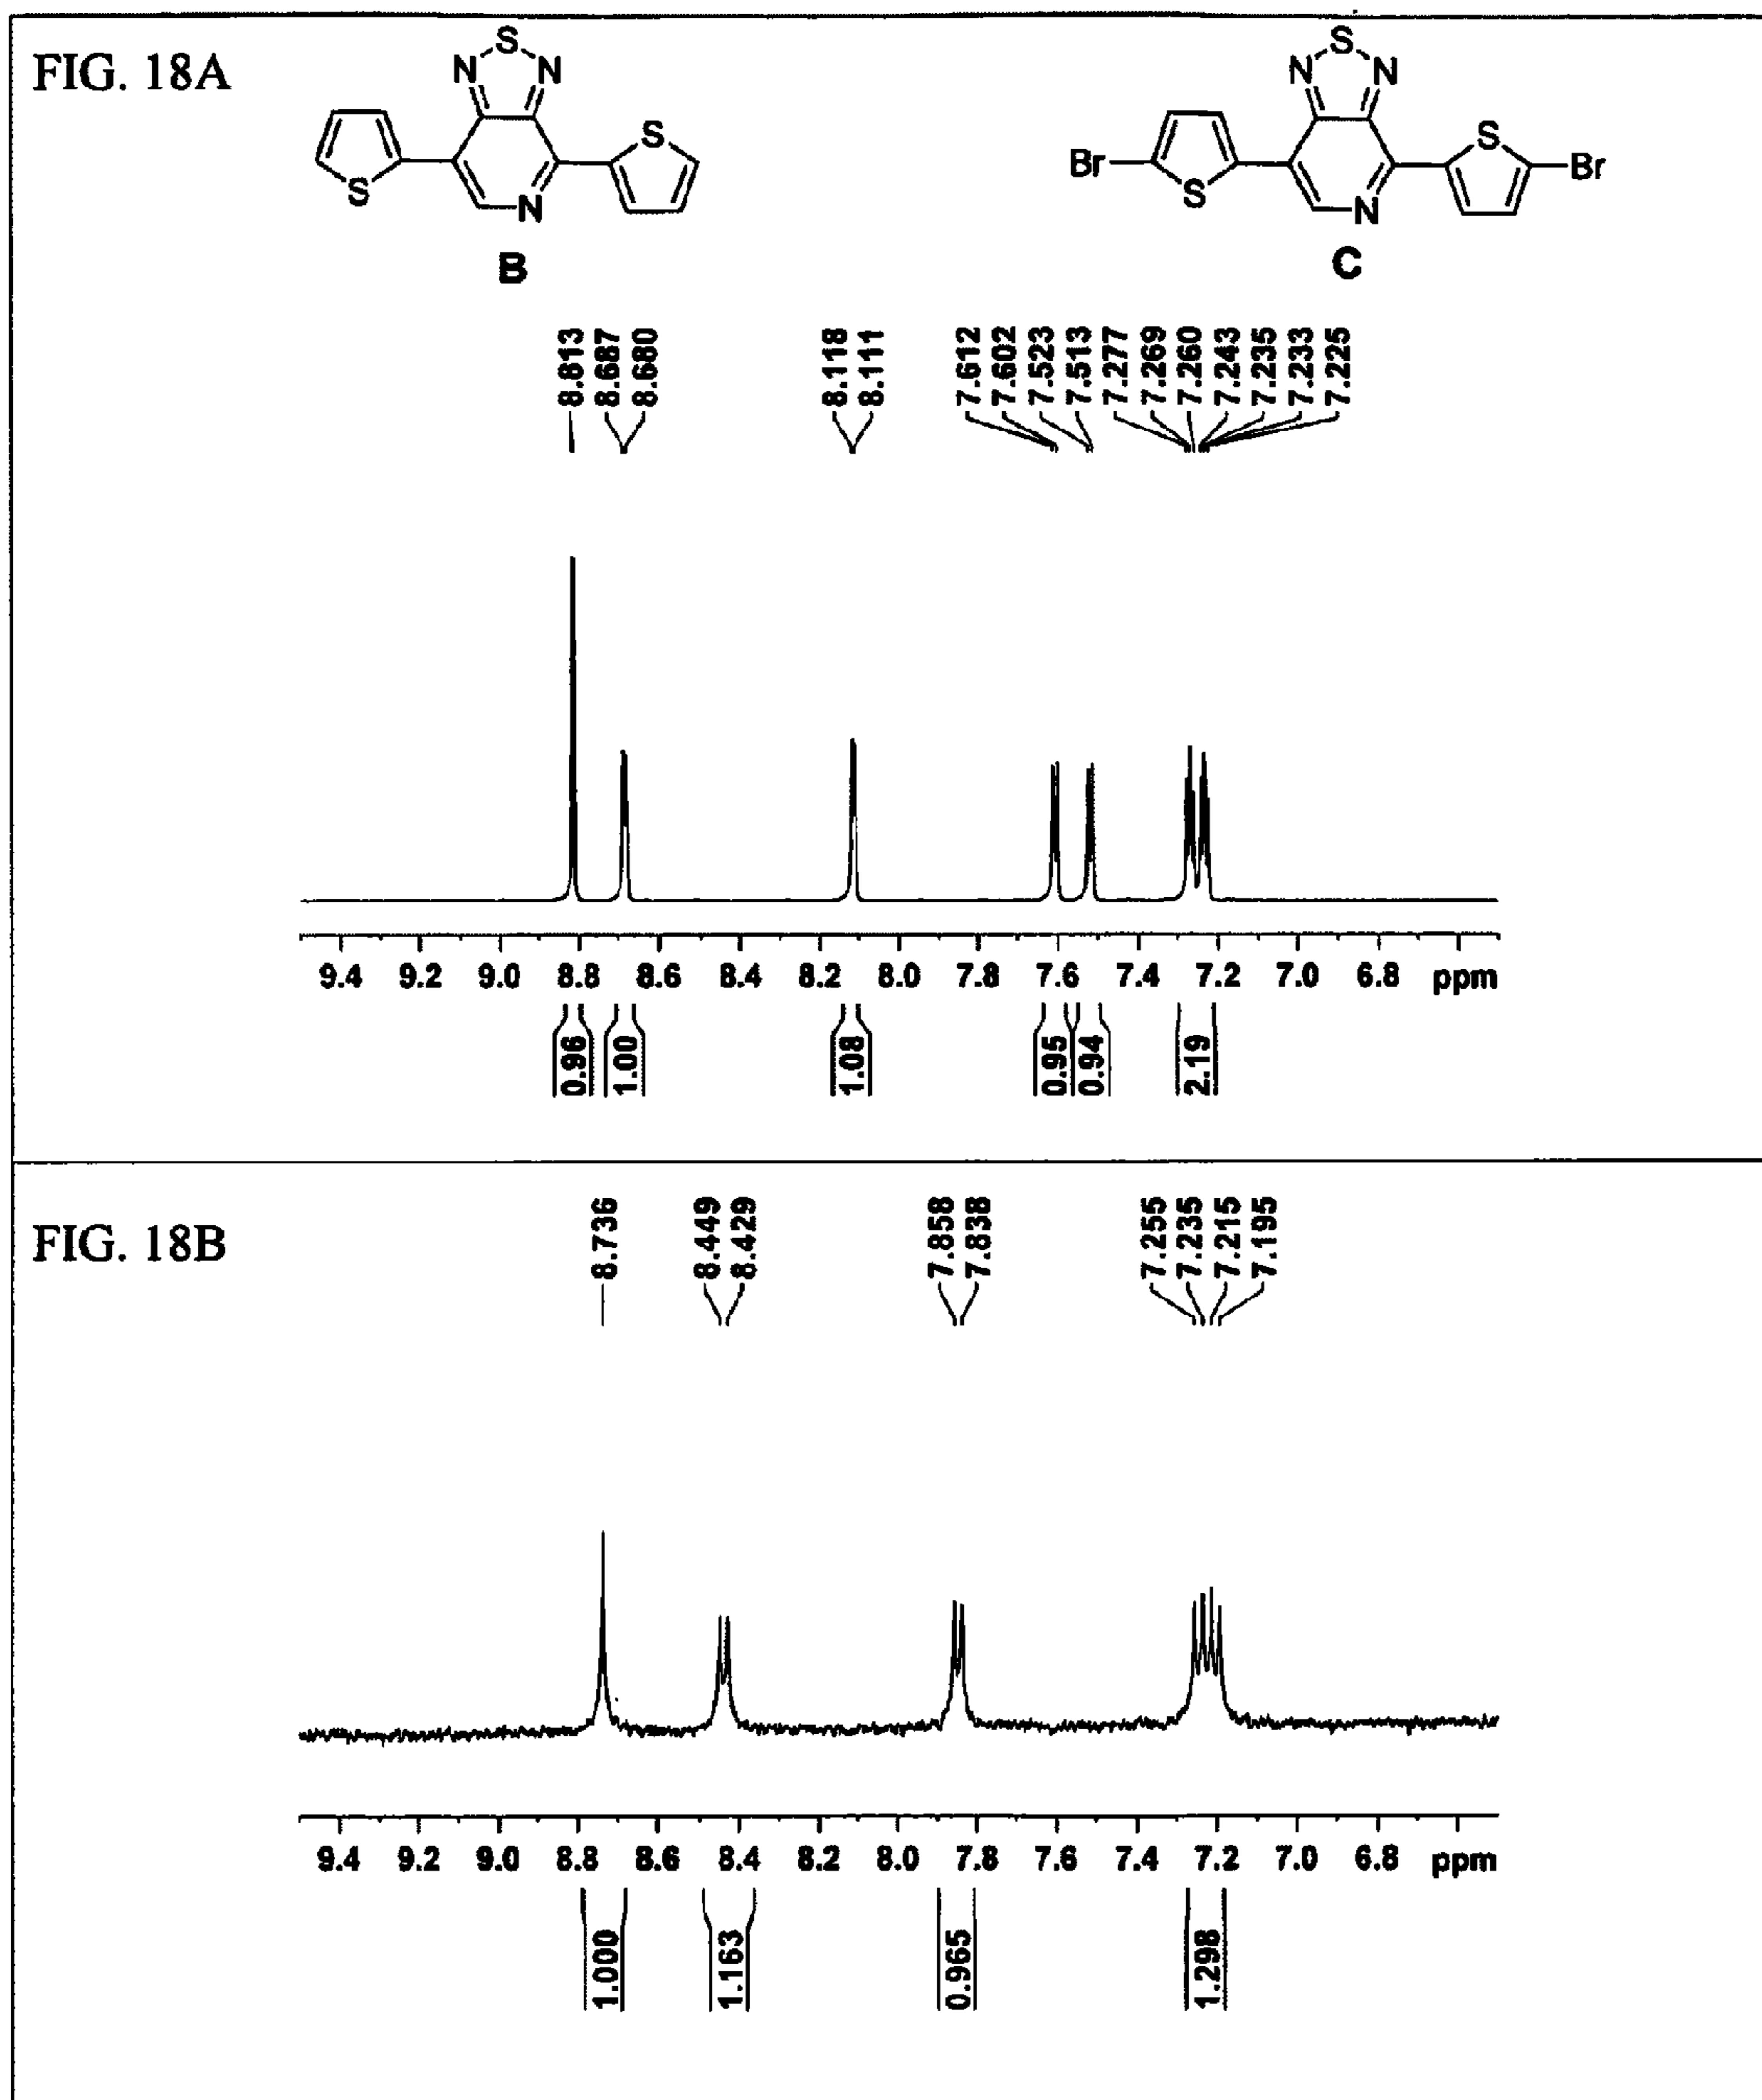 FIG. 18A
S
N N
S
S
N
B
S
N N
Br S
S Br
N
C
8.813
8.687
8.680
8.118
8.111
7.612
7.602
7.523
7.513
7.277
7.269
7.260
7.243
7.235
7.233
7.225
9.4 9.2 9.0 8.8 8.6 8.4 8.2 8.0 7.8 7.6 7.4 7.2 7.0 6.8 ppm
0.96 1.00 1.08 0.95 0.94 2.19
FIG. 18B
8.736
8.449
8.429
7.858
7.838
7.255
7.235
7.215
7.195
9.4 9.2 9.0 8.8 8.6 8.4 8.2 8.0 7.8 7.6 7.4 7.2 7.0 6.8 ppm
1.000 1.163 0.965 1.298